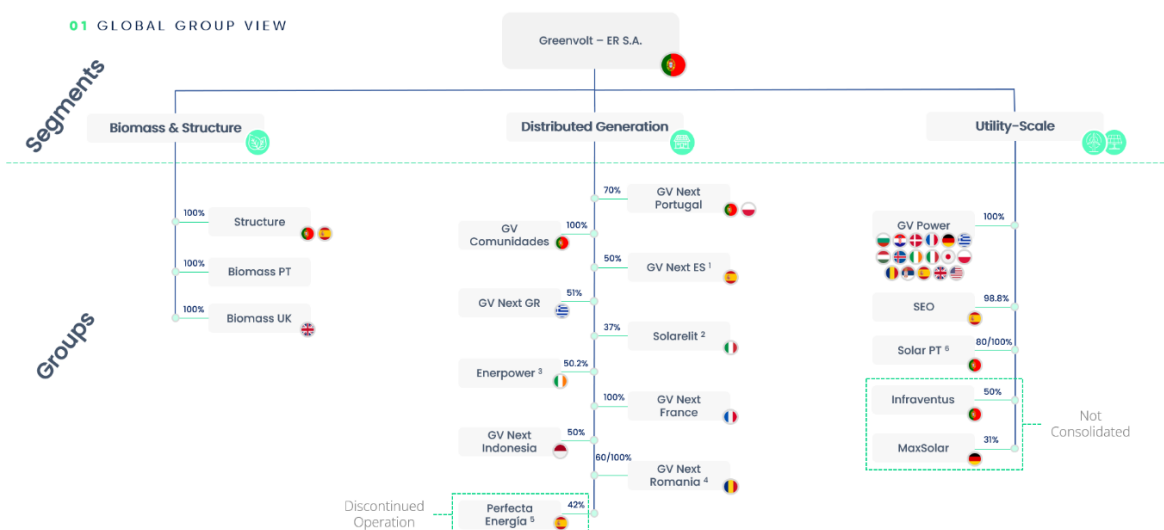 01 GLOBAL GROUP VIEW
Greenvolt – ER S.A.
Segments
Biomass & Structure
Distributed Generation
Utility-Scale
Groups
100%
Structure
100%
Biomass PT
100%
Biomass UK
70%
GV Next
Portugal
GV
Comunidades
100%
50%
GV Next ES ¹
GV Next GR
51%
37%
Solarelit ²
Enerpower ³
50.2%
100%
GV Next
France
GV Next
Indonesia
50%
60/100%
GV Next
Romania ⁴
Discontinued
Operation
Perfecta
Energía ⁵
42%
GV Power
100%
SEO
98.8%
Solar PT ⁶
80/100%
Infraventus
50%
MaxSolar
31%
Not
Consolidated